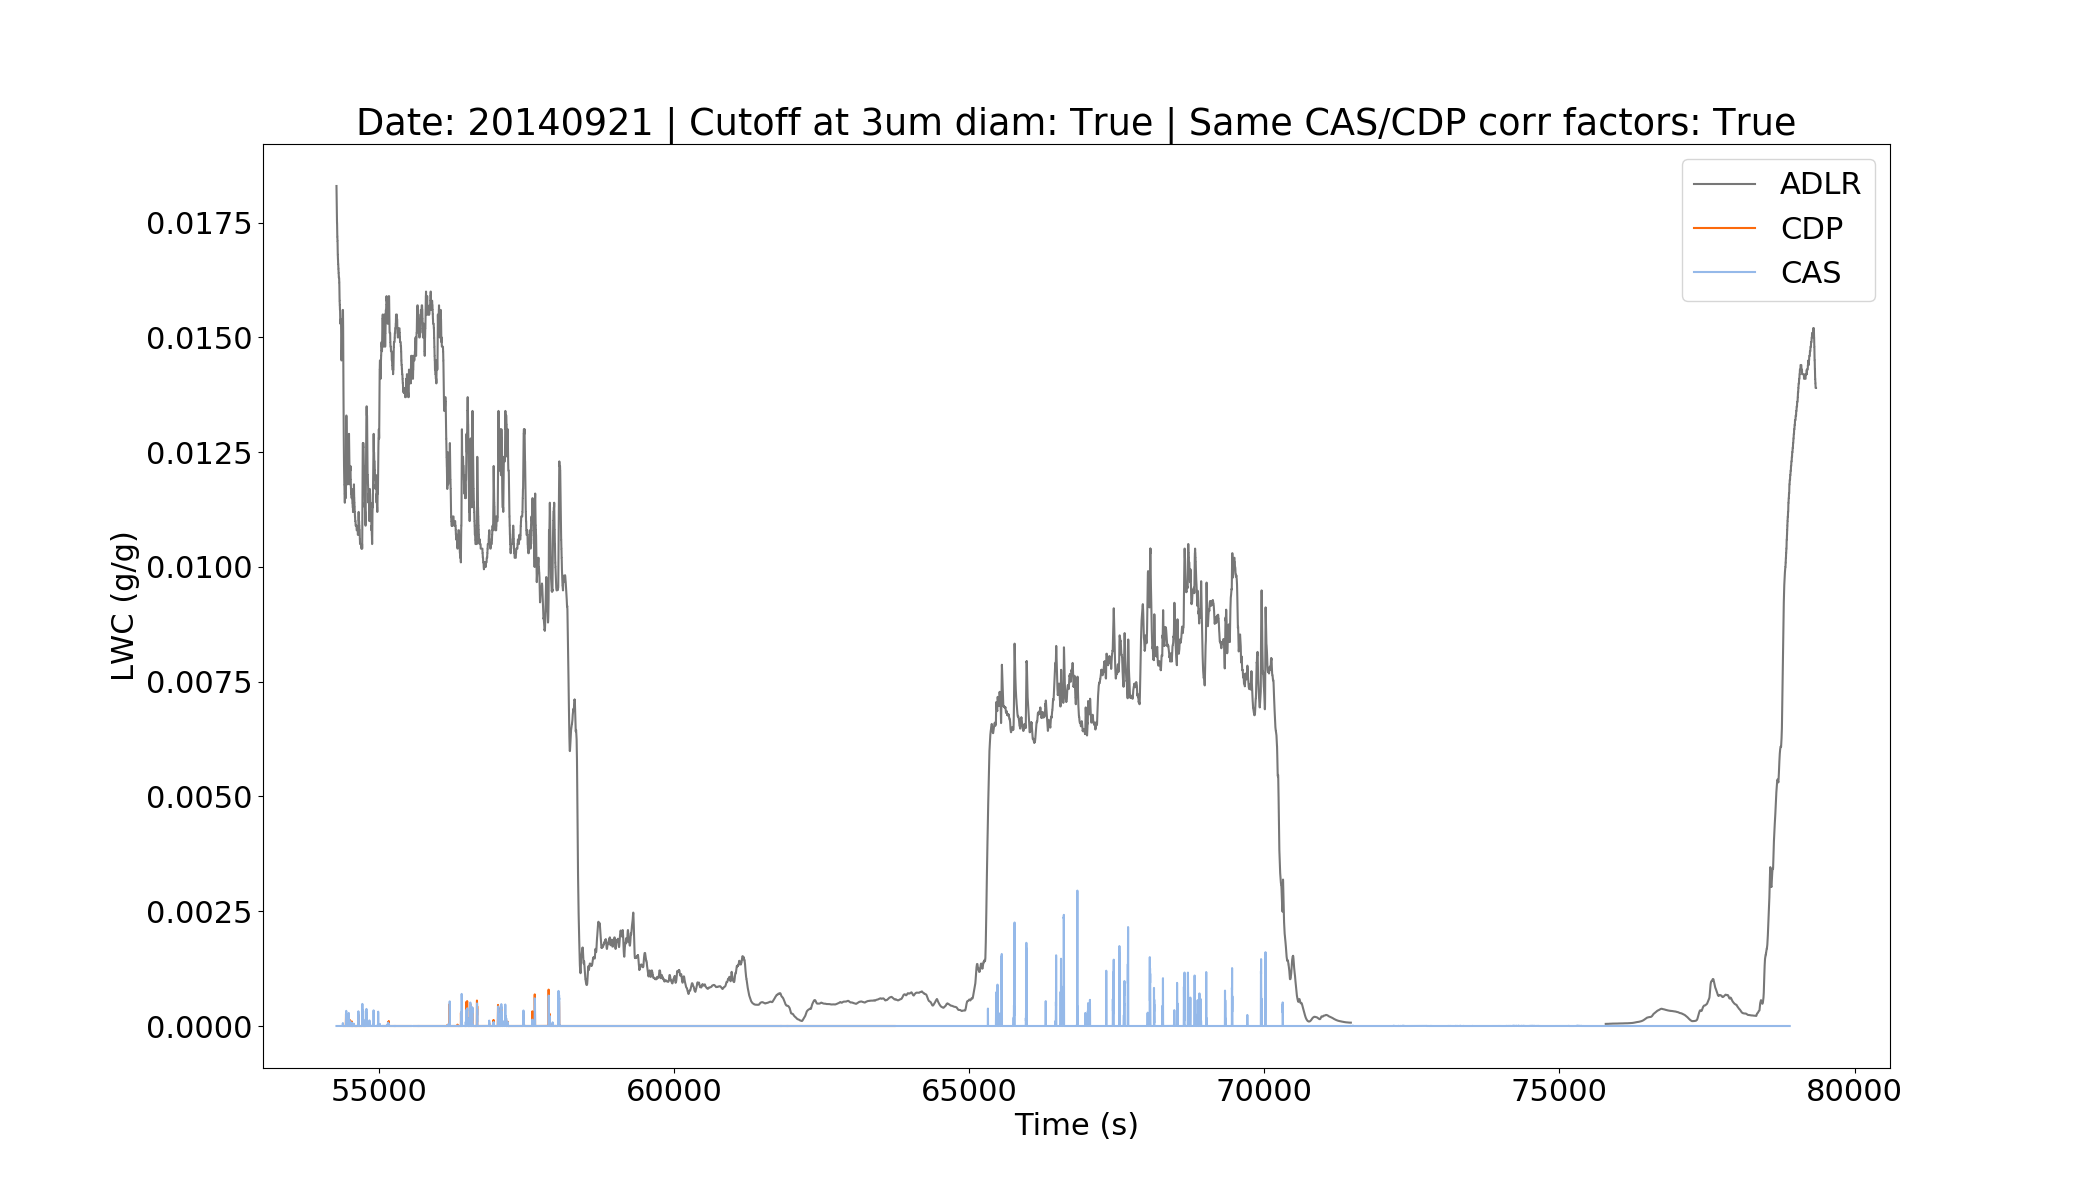 Date: 20140921 | Cutoff at 3um diam: True | Same CAS/CDP corr factors: True
ADLR
CDP
CAS
LWC (g/g)
0.0175
0.0150
0.0125
0.0100
0.0075
0.0050
0.0025
0.0000
55000 60000 65000 70000 75000 80000
Time (s)